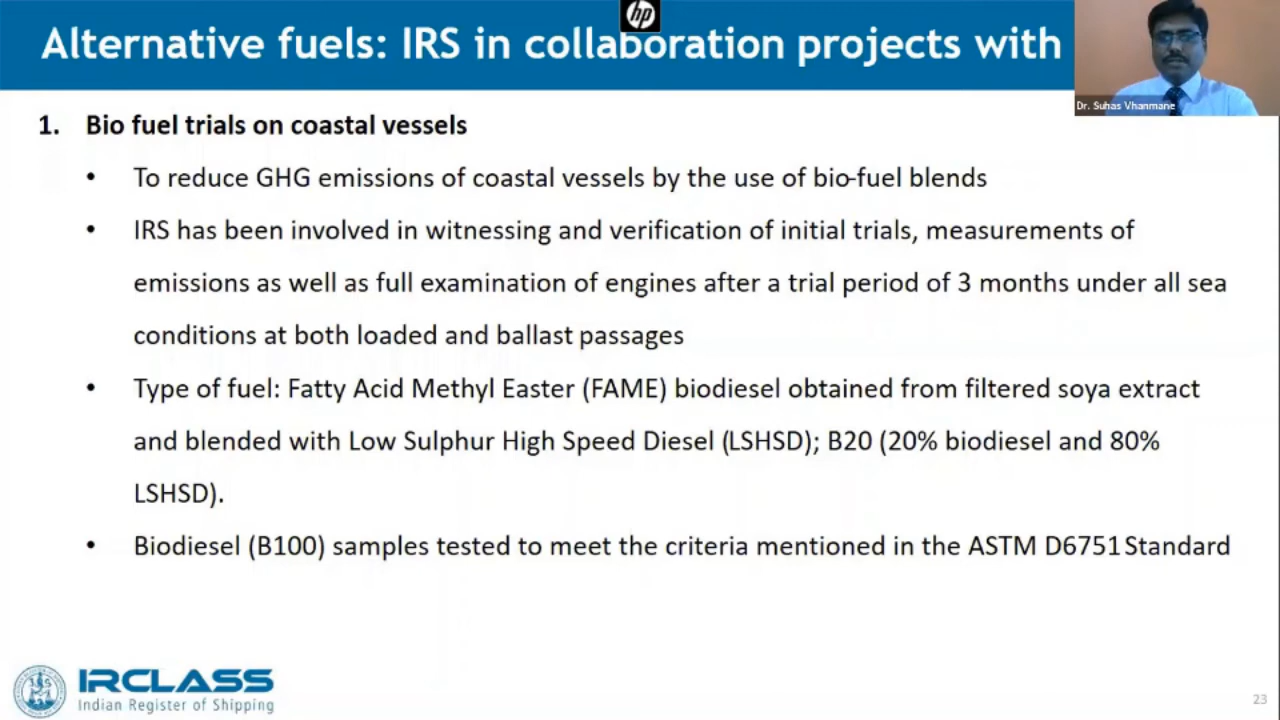 hp
Alternative fuels: IRS in collaboration projects with
Dr. Suhas Vhanmane
1. Bio fuel trials on coastal vessels
• To reduce GHG emissions of coastal vessels by the use of bio-fuel blends
• IRS has been involved in witnessing and verification of initial trials, measurements of
emissions as well as full examination of engines after a trial period of 3 months under all sea
conditions at both loaded and ballast passages
• Type of fuel: Fatty Acid Methyl Easter (FAME) biodiesel obtained from filtered soya extract
and blended with Low Sulphur High Speed Diesel (LSHSD); B20 (20% biodiesel and 80%
LSHSD).
• Biodiesel (B100) samples tested to meet the criteria mentioned in the ASTM D6751 Standard
IRCLASS
Indian Register of Shipping
23